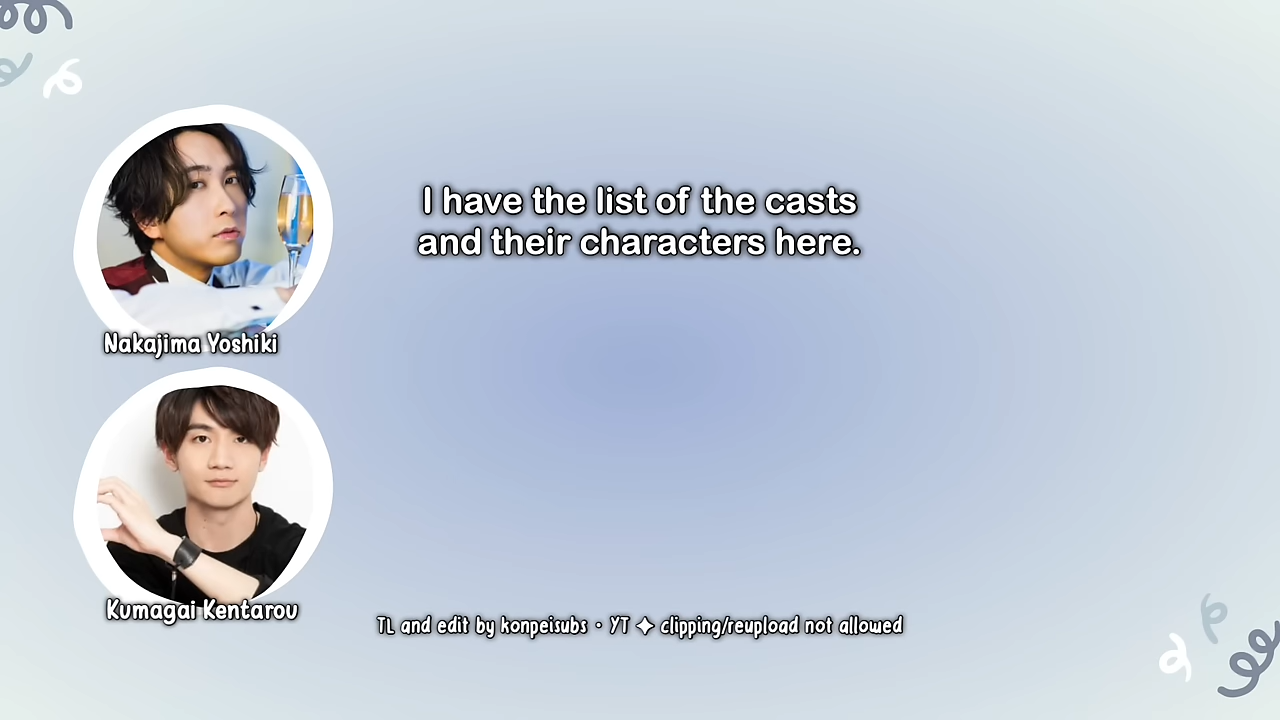 I have the list of the casts
and their characters here.
Nakajima Yoshiki
Kumagai Kentarou
TL and edit by konpeisubs • YT ✦ clipping/reupload not allowed